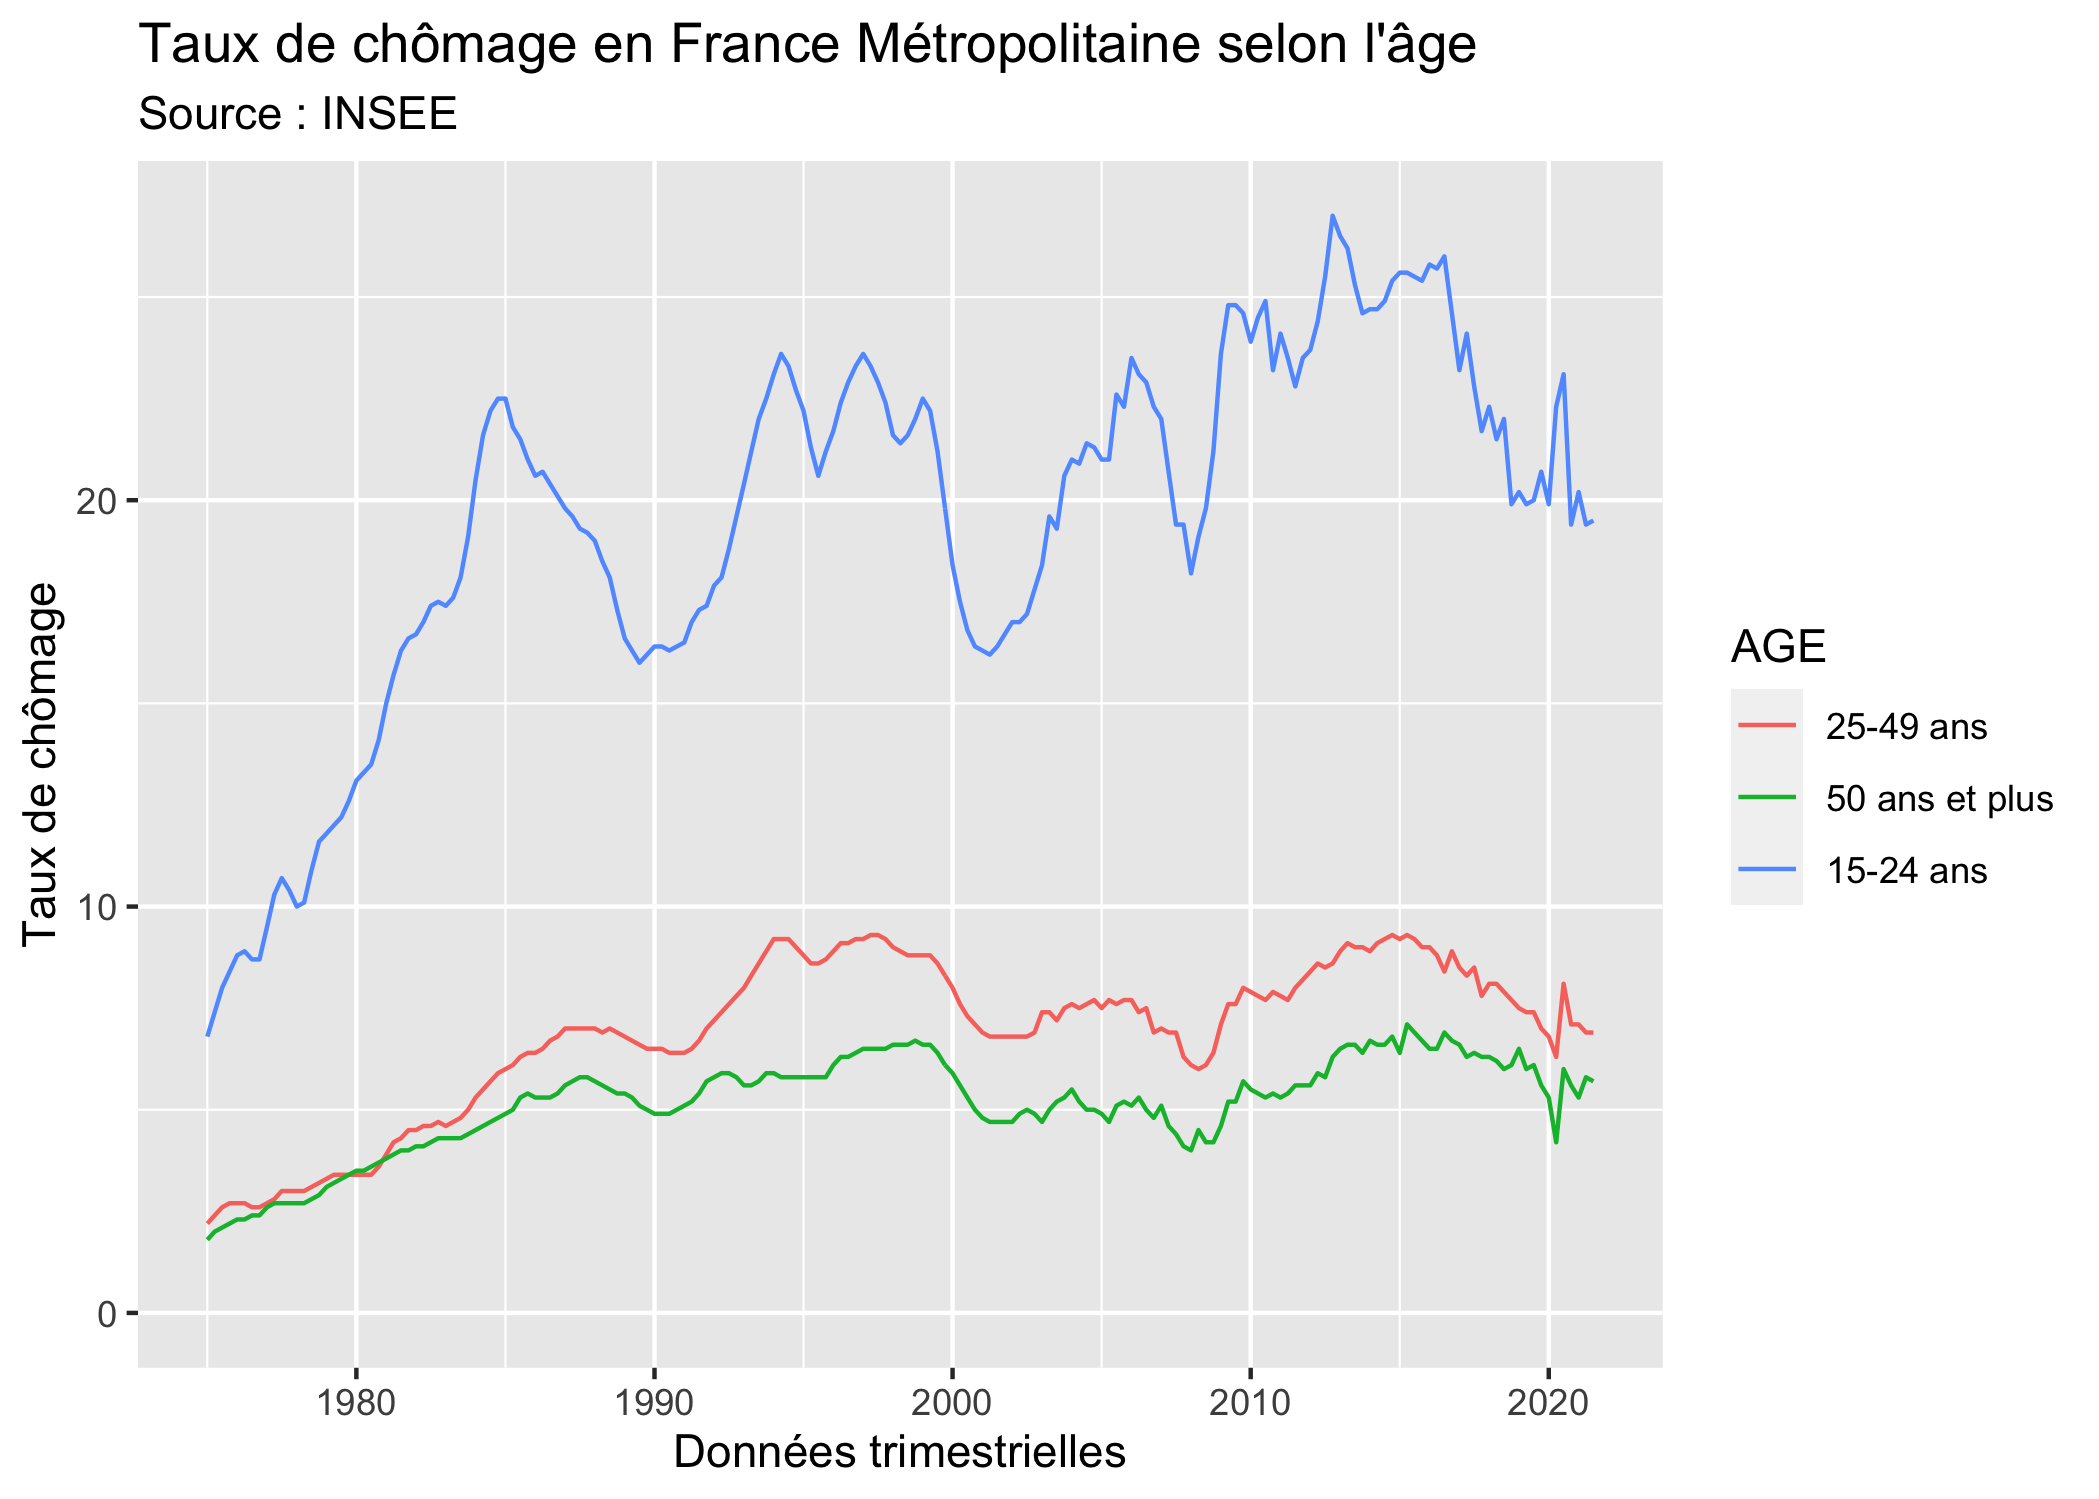 Taux de chômage en France Métropolitaine selon l'âge
Source : INSEE
Taux de chômage
20
10
0
1980
1990
2000
2010
2020
Données trimestrielles
AGE
25-49 ans
50 ans et plus
15-24 ans